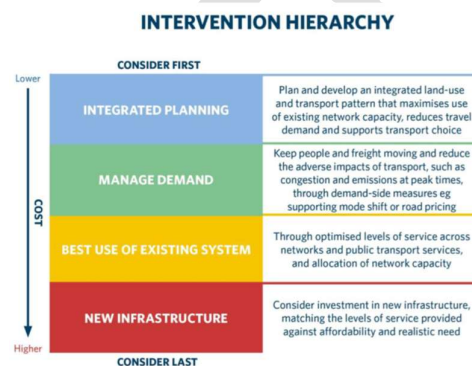 INTERVENTION HIERARCHY
CONSIDER FIRST
Lower
COST
Higher
INTEGRATED PLANNING
Plan and develop an integrated land-use
and transport pattern that maximises use
of existing network capacity, reduces travel
demand and supports transport choice
MANAGE DEMAND
Keep people and freight moving and reduce
the adverse impacts of transport, such as
congestion and emissions at peak times,
through demand-side measures eg
supporting mode shift or road pricing
BEST USE OF EXISTING SYSTEM
Through optimised levels of service across
networks and public transport services,
and allocation of network capacity
NEW INFRASTRUCTURE
Consider investment in new infrastructure,
matching the levels of service provided
against affordability and realistic need
CONSIDER LAST